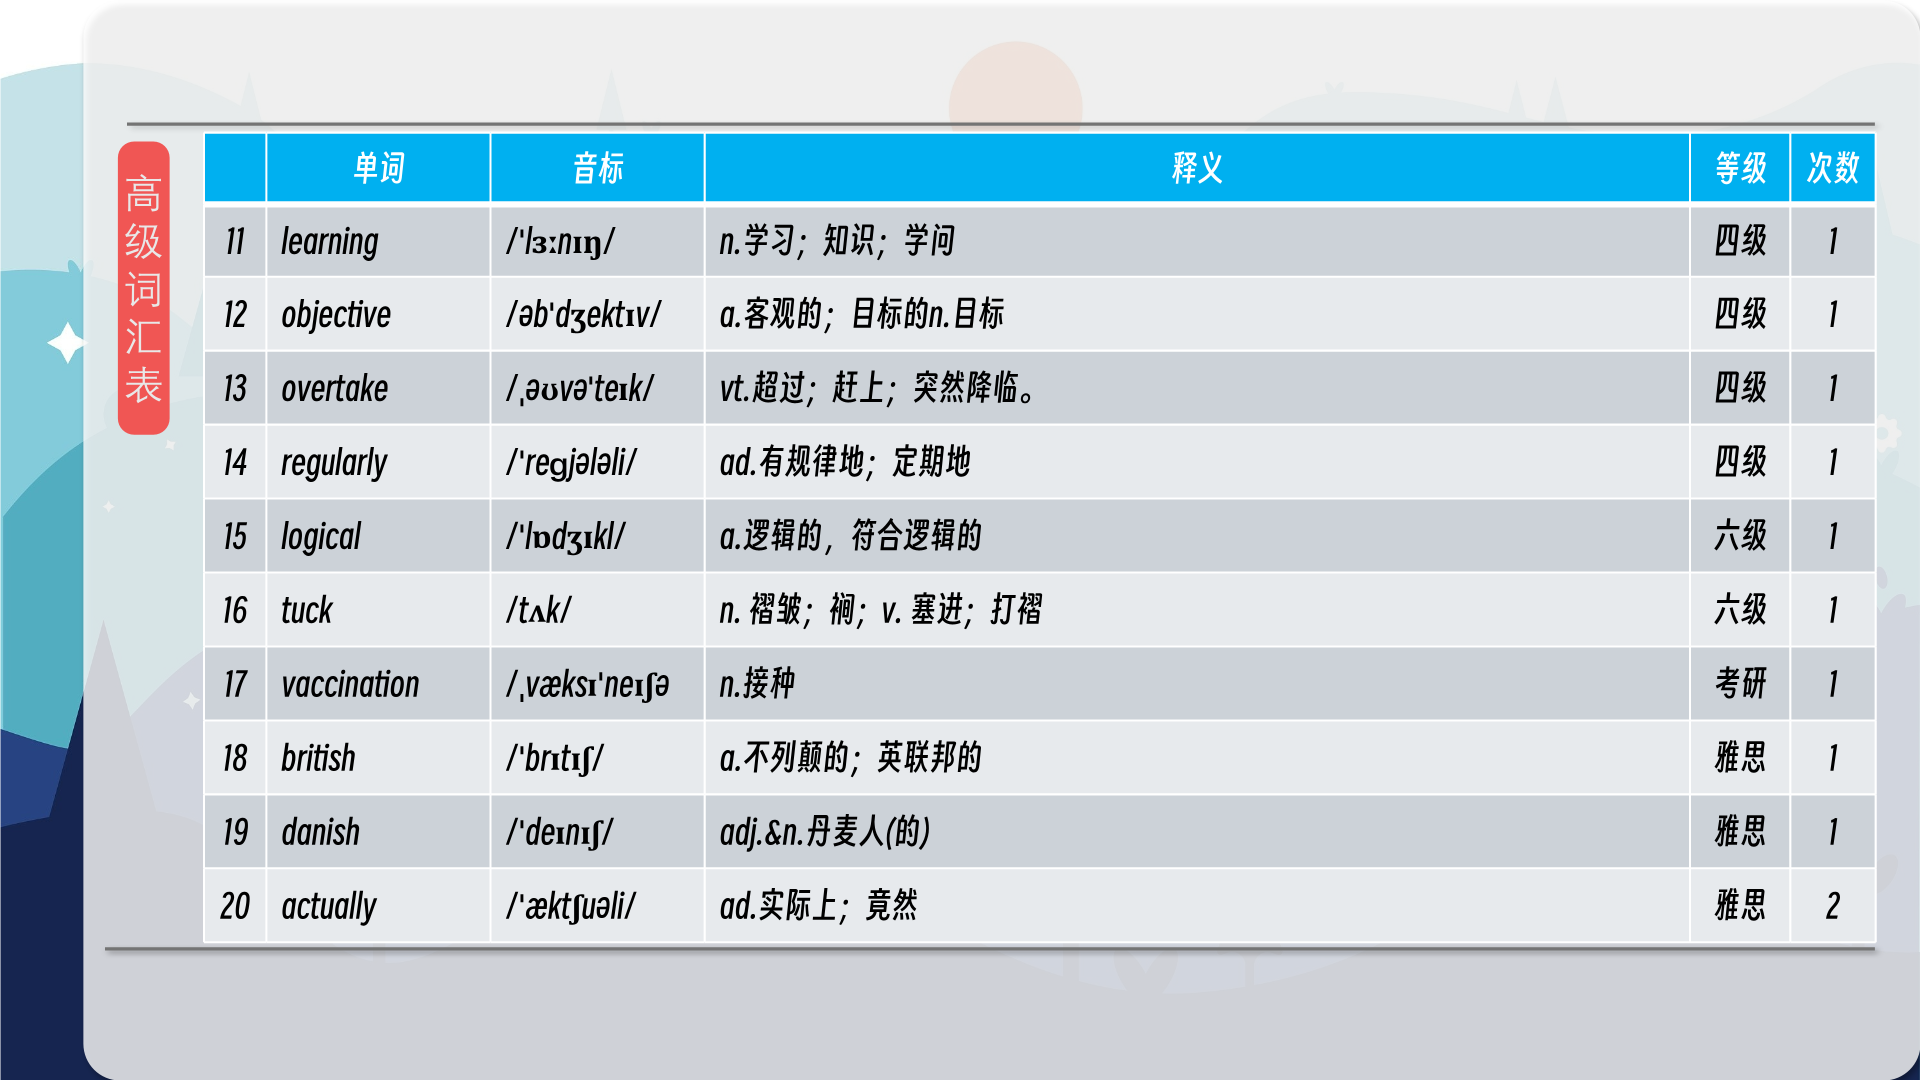 高级词汇表
单词 音标 释义 等级 次数
11 learning /'lɜːnɪŋ/ n.学习；知识；学问 四级 1
12 objective /əb'dʒektɪv/ a.客观的；目标的n.目标 四级 1
13 overtake /ˌəʊvə'teɪk/ vt.超过；赶上；突然降临。 四级 1
14 regularly /'reɡjələli/ ad.有规律地；定期地 四级 1
15 logical /'lɒdʒɪkl/ a.逻辑的，符合逻辑的 六级 1
16 tuck /tʌk/ n. 褶皱；裥；v. 塞进；打褶 六级 1
17 vaccination /ˌvæksɪ'neɪʃə n.接种 考研 1
18 british /'brɪtɪʃ/ a.不列颠的；英联邦的 雅思 1
19 danish /'deɪnɪʃ/ adj.&n.丹麦人(的) 雅思 1
20 actually /'æktʃuəli/ ad.实际上；竟然 雅思 2